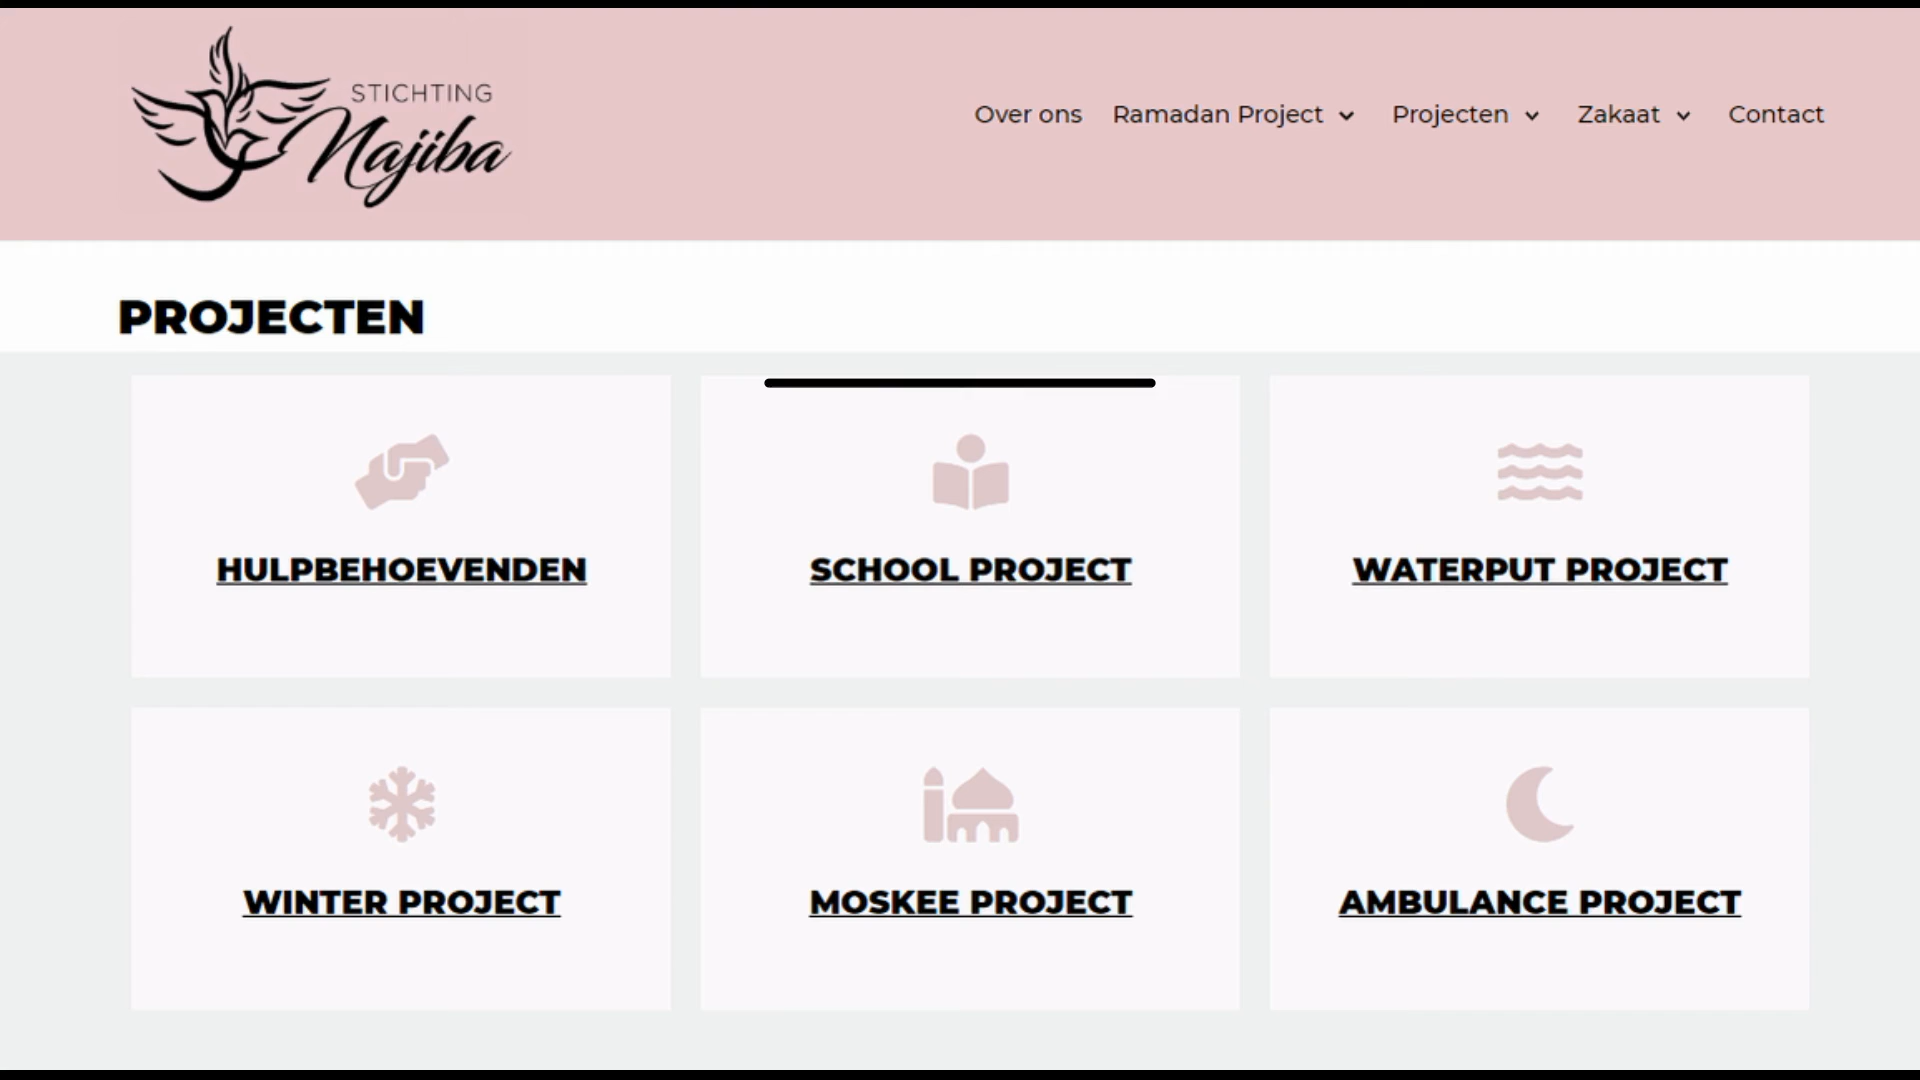 STICHTING
Najiba
Over ons Ramadan Project Projecten Zakaat Contact
PROJECTEN
HULPBEHOEVENDEN
SCHOOL PROJECT
WATERPUT PROJECT
WINTER PROJECT
MOSKEE PROJECT
AMBULANCE PROJECT